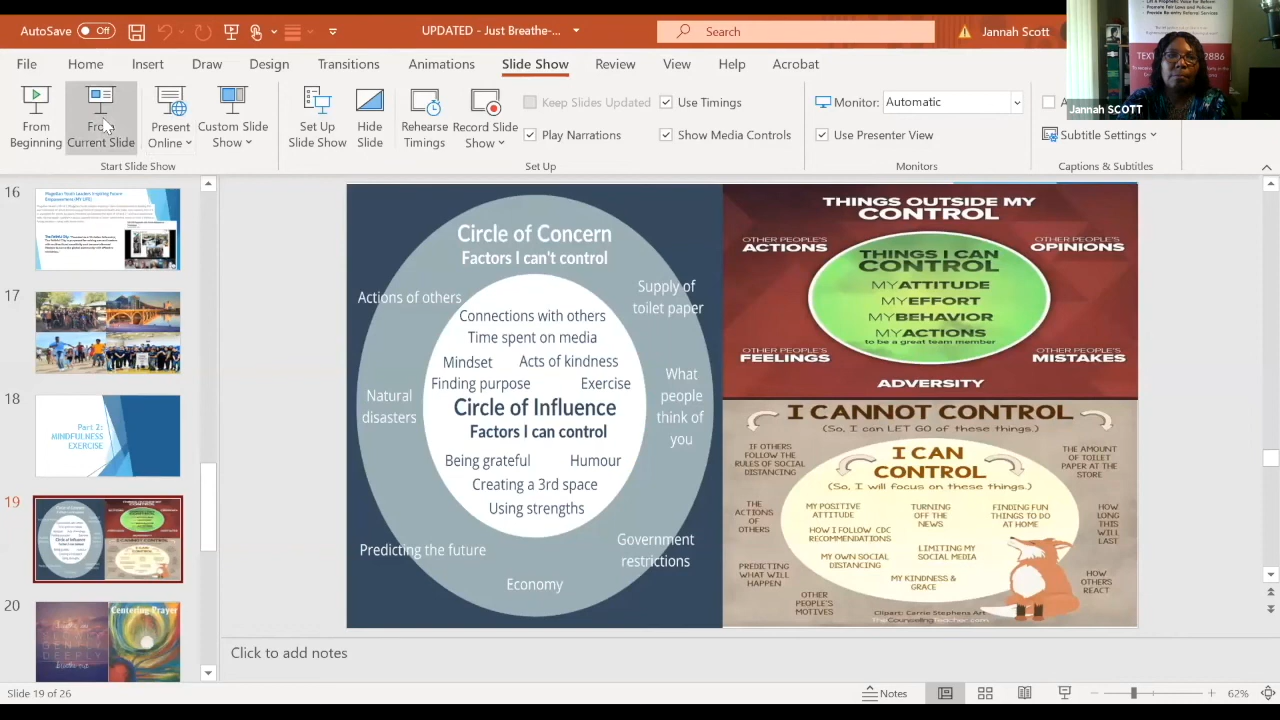 AutoSave Off
UPDATED - Just Breathe-...
Search
Jannah Scott
File Home Insert Draw Design Transitions Animations Slide Show Review View Help Acrobat
From Beginning
From Current Slide
Present Online
Custom Slide Show
Set Up Slide Show
Hide Slide
Rehearse Timings
Record Slide Show
Keep Slides Updated
Use Timings
Play Narrations
Show Media Controls
Monitor: Automatic
Use Presenter View
Subtitle Settings
Start Slide Show
Set Up
Monitors
Captions & Subtitles
Provide Re-entry Referral Services
2886
Jannah SCOTT
16
17
18
Part 2:
MINDFULNESS
EXERCISE
19
20
Centering Prayer
Circle of Concern
Factors I can't control
Actions of others
Supply of
toilet paper
Connections with others
Time spent on media
Mindset Acts of kindness
Finding purpose Exercise
Natural
disasters
What
people
think of
you
Circle of Influence
Factors I can control
Being grateful Humour
Creating a 3rd space
Using strengths
Predicting the future
Government
restrictions
Economy
THINGS OUTSIDE MY
CONTROL
OTHER PEOPLE'S
ACTIONS
OTHER PEOPLE'S
OPINIONS
THINGS I CAN
CONTROL
MY ATTITUDE
MY EFFORT
MY BEHAVIOR
MY ACTIONS
to be a great team member
OTHER PEOPLE'S
FEELINGS
OTHER PEOPLE'S
MISTAKES
ADVERSITY
I CANNOT CONTROL
(So, I can LET GO of these things.)
IF OTHERS
FOLLOW THE
RULES OF SOCIAL
DISTANCING
THE AMOUNT
OF TOILET
PAPER AT THE
STORE
I CAN
CONTROL
(So, I will focus on these things.)
MY POSITIVE
ATTITUDE
TURNING
OFF THE
NEWS
FINDING FUN
THINGS TO DO
AT HOME
THE
ACTIONS
OF
OTHERS
HOW I FOLLOW CDC
RECOMMENDATIONS
HOW
LONG
THIS
WILL
LAST
MY OWN SOCIAL
DISTANCING
LIMITING MY
SOCIAL MEDIA
PREDICTING
WHAT WILL
HAPPEN
MY KINDNESS &
GRACE
HOW
OTHERS
REACT
OTHER
PEOPLE'S
MOTIVES
Clipart: Carrie Stephens Art
TheCounselingTeacher.com
Click to add notes
Slide 19 of 26
Notes
62%